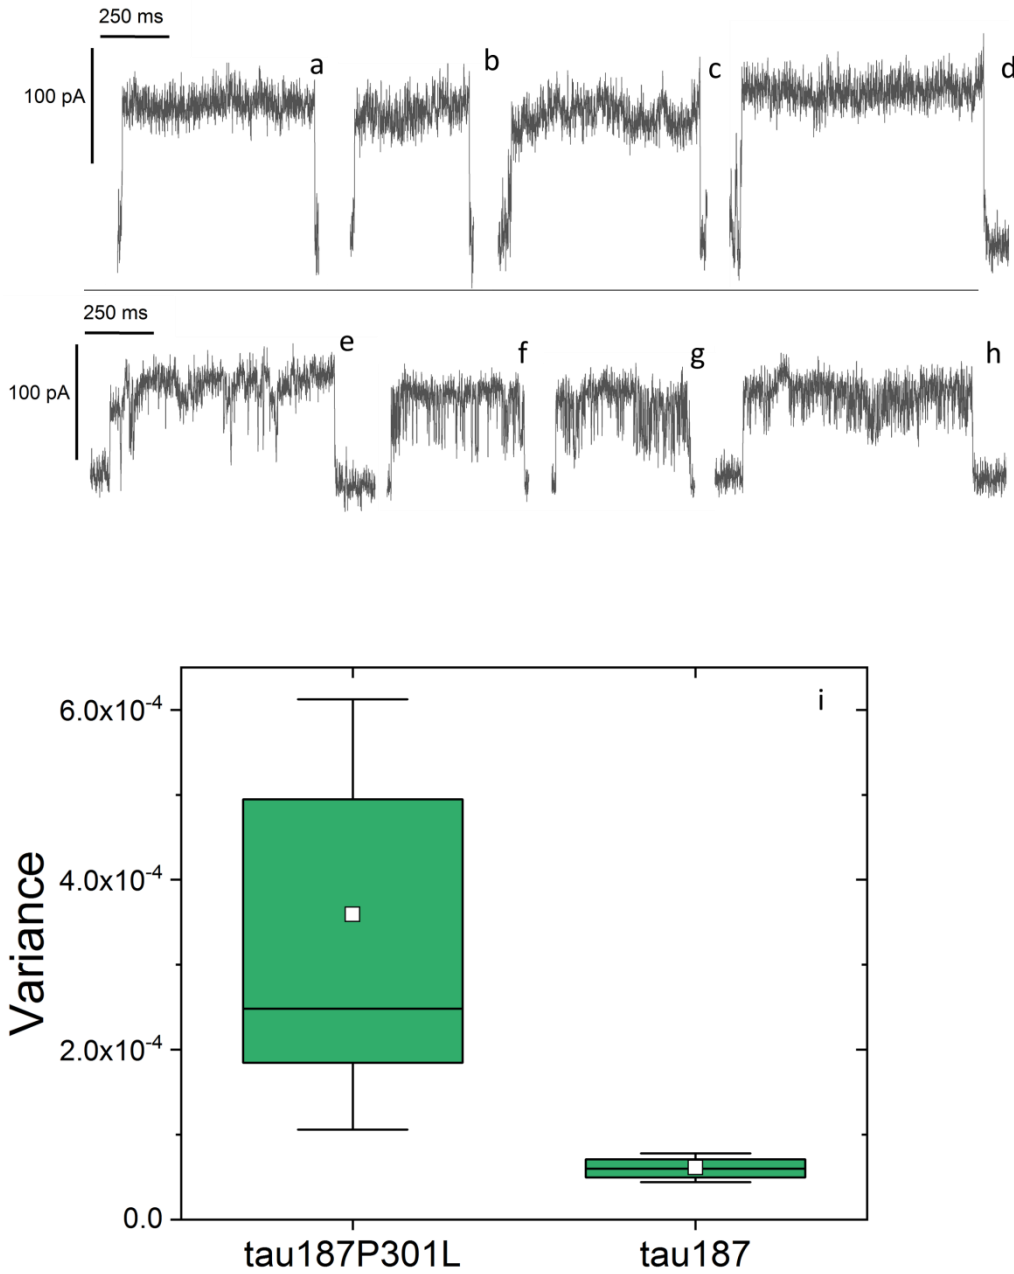 250 ms
a
b
c
d
100 pA
250 ms
e
f
g
h
100 pA
i
6.0x10⁻⁴
4.0x10⁻⁴
2.0x10⁻⁴
0.0
Variance
tau187P301L
tau187